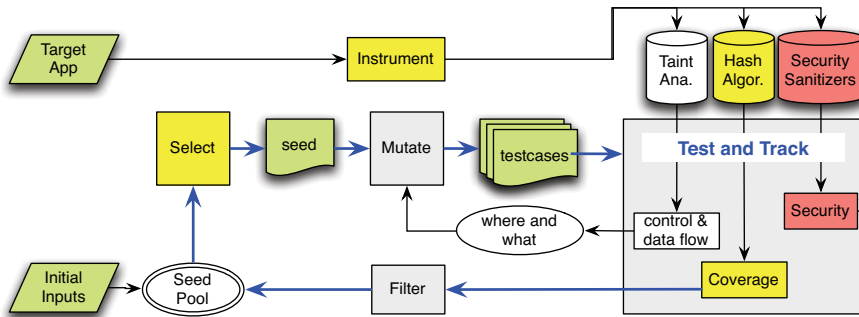 Target
App
Instrument
Taint
Ana.
Hash
Algor.
Security
Sanitizers
Select
seed
Mutate
testcases
Test and Track
where and
what
control &
data flow
Security
Initial
Inputs
Seed
Pool
Filter
Coverage